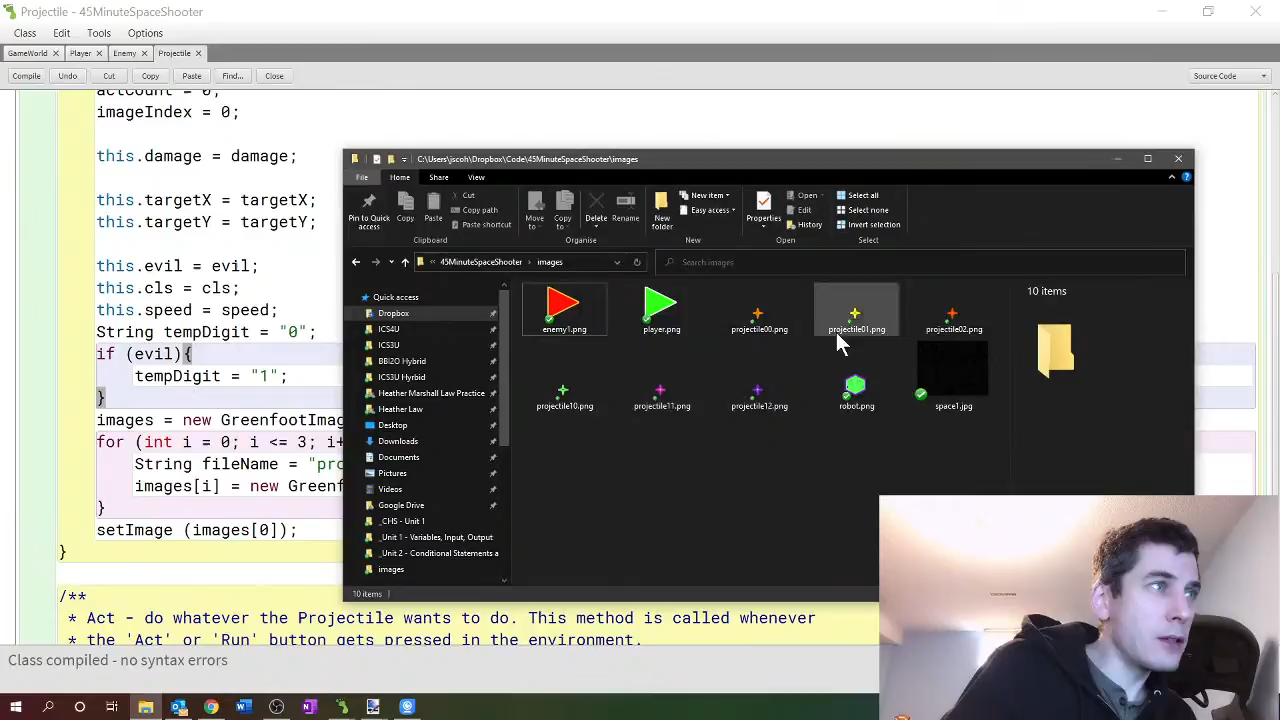 Projectile - 45MinuteSpaceShooter
Class Edit Tools Options
GameWorld Player Enemy Projectile
Compile Undo Cut Copy Paste Find... Close Source Code
actCount = 0;
imageIndex = 0;
this.damage = damage;
this.targetX = targetX;
this.targetY = targetY;
this.evil = evil;
this.cls = cls;
this.speed = speed;
String tempDigit = "0";
if (evil){
tempDigit = "1";
}
images = new GreenfootImag
for (int i = 0; i <= 3; i+
String fileName = "pro
images[i] = new Greenf
}
setImage (images[0]);
}
/**
* Act - do whatever the Projectile wants to do. This method is called whenever
* the 'Act' or 'Run' button gets pressed in the environment.
Class compiled - no syntax errors
C:\Users\jscoh\Dropbox\Code\45MinuteSpaceShooter\images
File Home Share View
Pin to Quick access
Copy
Paste
Cut
Copy path
Paste shortcut
Clipboard
Move to
Copy to
Delete
Rename
Organise
New folder
New item
Easy access
New
Properties
Open
Edit
History
Open
Select all
Select none
Invert selection
Select
45MinuteSpaceShooter images
Search images
Quick access
Dropbox
ICS4U
ICS3U
BBI2O Hybrid
ICS3U Hybrid
Heather Marshall Law Practice
Heather Law
Desktop
Downloads
Documents
Pictures
Videos
Google Drive
_CHS - Unit 1
_Unit 1 - Variables, Input, Output
_Unit 2 - Conditional Statements a
images
enemy1.png player.png projectile00.png projectile01.png projectile02.png
projectile10.png projectile11.png projectile12.png robot.png space1.jpg
10 items
10 items